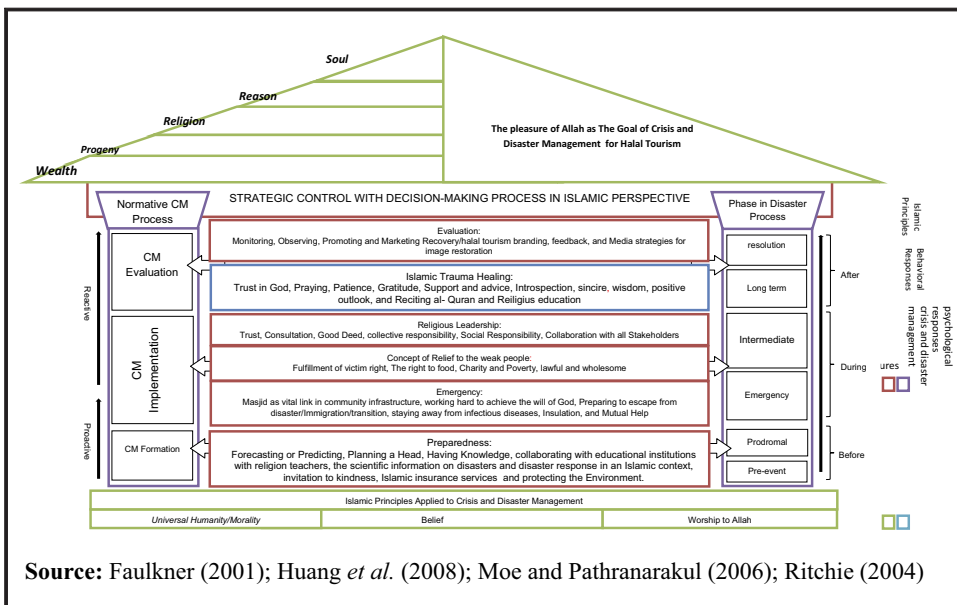 Soul
Reason
Religion
Progeny
Wealth
The pleasure of Allah as The Goal of Crisis and
Disaster Management for Halal Tourism
STRATEGIC CONTROL WITH DECISION-MAKING PROCESS IN ISLAMIC PERSPECTIVE
Normative CM
Process
CM
Evaluation
CM
Implementation
CM Formation
Reactive
Proactive
Evaluation:
Monitoring, Observing, Promoting and Marketing Recovery/halal tourism branding, feedback, and Media strategies for
image restoration
Islamic Trauma Healing:
Trust in God, Praying, Patience, Gratitude, Support and advice, Introspection, sincire, wisdom, positive
outlook, and Reciting al- Quran and Reiligius education
Religious Leadership:
Trust, Consultation, Good Deed, collective responsibility, Social Responsibility, Collaboration with all Stakeholders
Concept of Relief to the weak people:
Fulfillment of victim right, The right to food, Charity and Poverty, lawful and wholesome
Emergency:
Masjid as vital link in community infrastructure, working hard to achieve the will of God, Preparing to escape from
disaster/Immigration/transition, staying away from infectious diseases, Insulation, and Mutual Help
Preparedness:
Forecasting or Predicting, Planning a Head, Having Knowledge, collaborating with educational institutions
with religion teachers, the scientific information on disasters and disaster response in an Islamic context,
invitation to kindness, Islamic insurance services and protecting the Environment.
Phase in Disaster
Process
resolution
Long term
Intermediate
Emergency
Prodromal
Pre-event
After
During
Before
Islamic
Principles
Behavioral
Responses
psychological
responses
crisis and disaster
management
ures
Islamic Principles Applied to Crisis and Disaster Management
Universal Humanity/Morality
Belief
Worship to Allah
Source: Faulkner (2001); Huang et al. (2008); Moe and Pathranarakul (2006); Ritchie (2004)